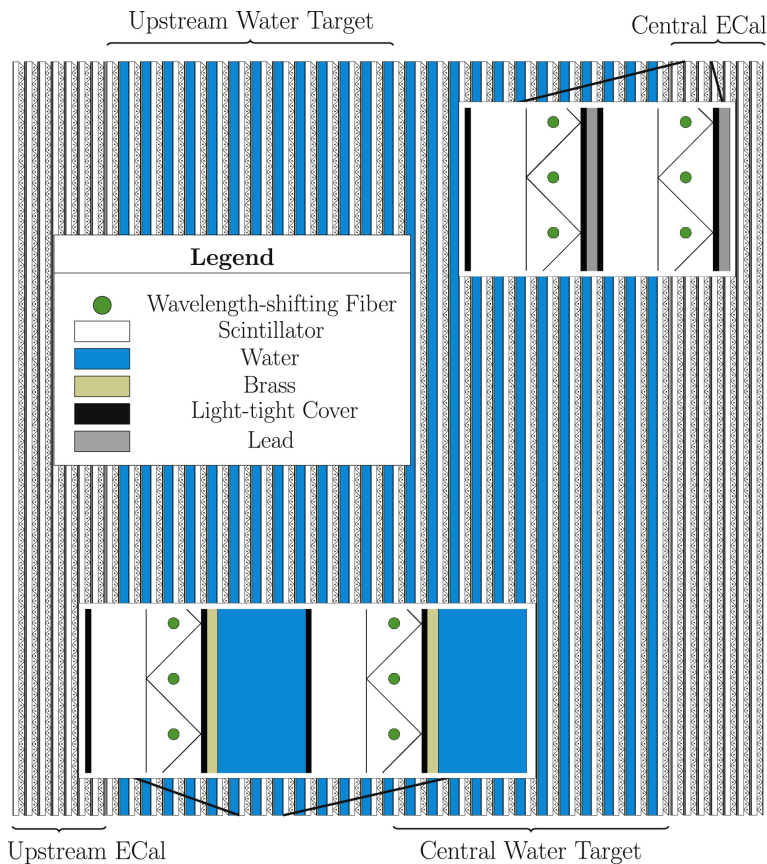 Upstream Water Target
Central ECal
Legend
Wavelength-shifting Fiber
Scintillator
Water
Brass
Light-tight Cover
Lead
Upstream ECal
Central Water Target